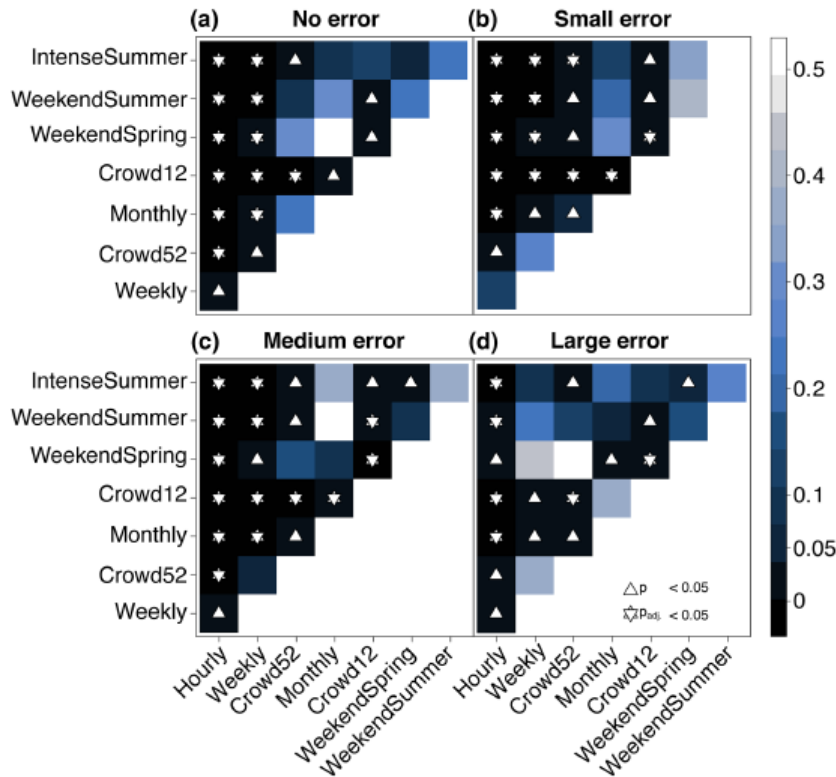 (a) No error
(b) Small error
IntenseSummer
WeekendSummer
WeekendSpring
Crowd12
Monthly
Crowd52
Weekly
(c) Medium error
(d) Large error
IntenseSummer
WeekendSummer
WeekendSpring
Crowd12
Monthly
Crowd52
Weekly
p < 0.05
p adj. < 0.05
Hourly
Weekly
Crowd52
Monthly
Crowd12
WeekendSpring
WeekendSummer
Hourly
Weekly
Crowd52
Monthly
Crowd12
WeekendSpring
WeekendSummer
0.5
0.4
0.3
0.2
0.1
0.05
0